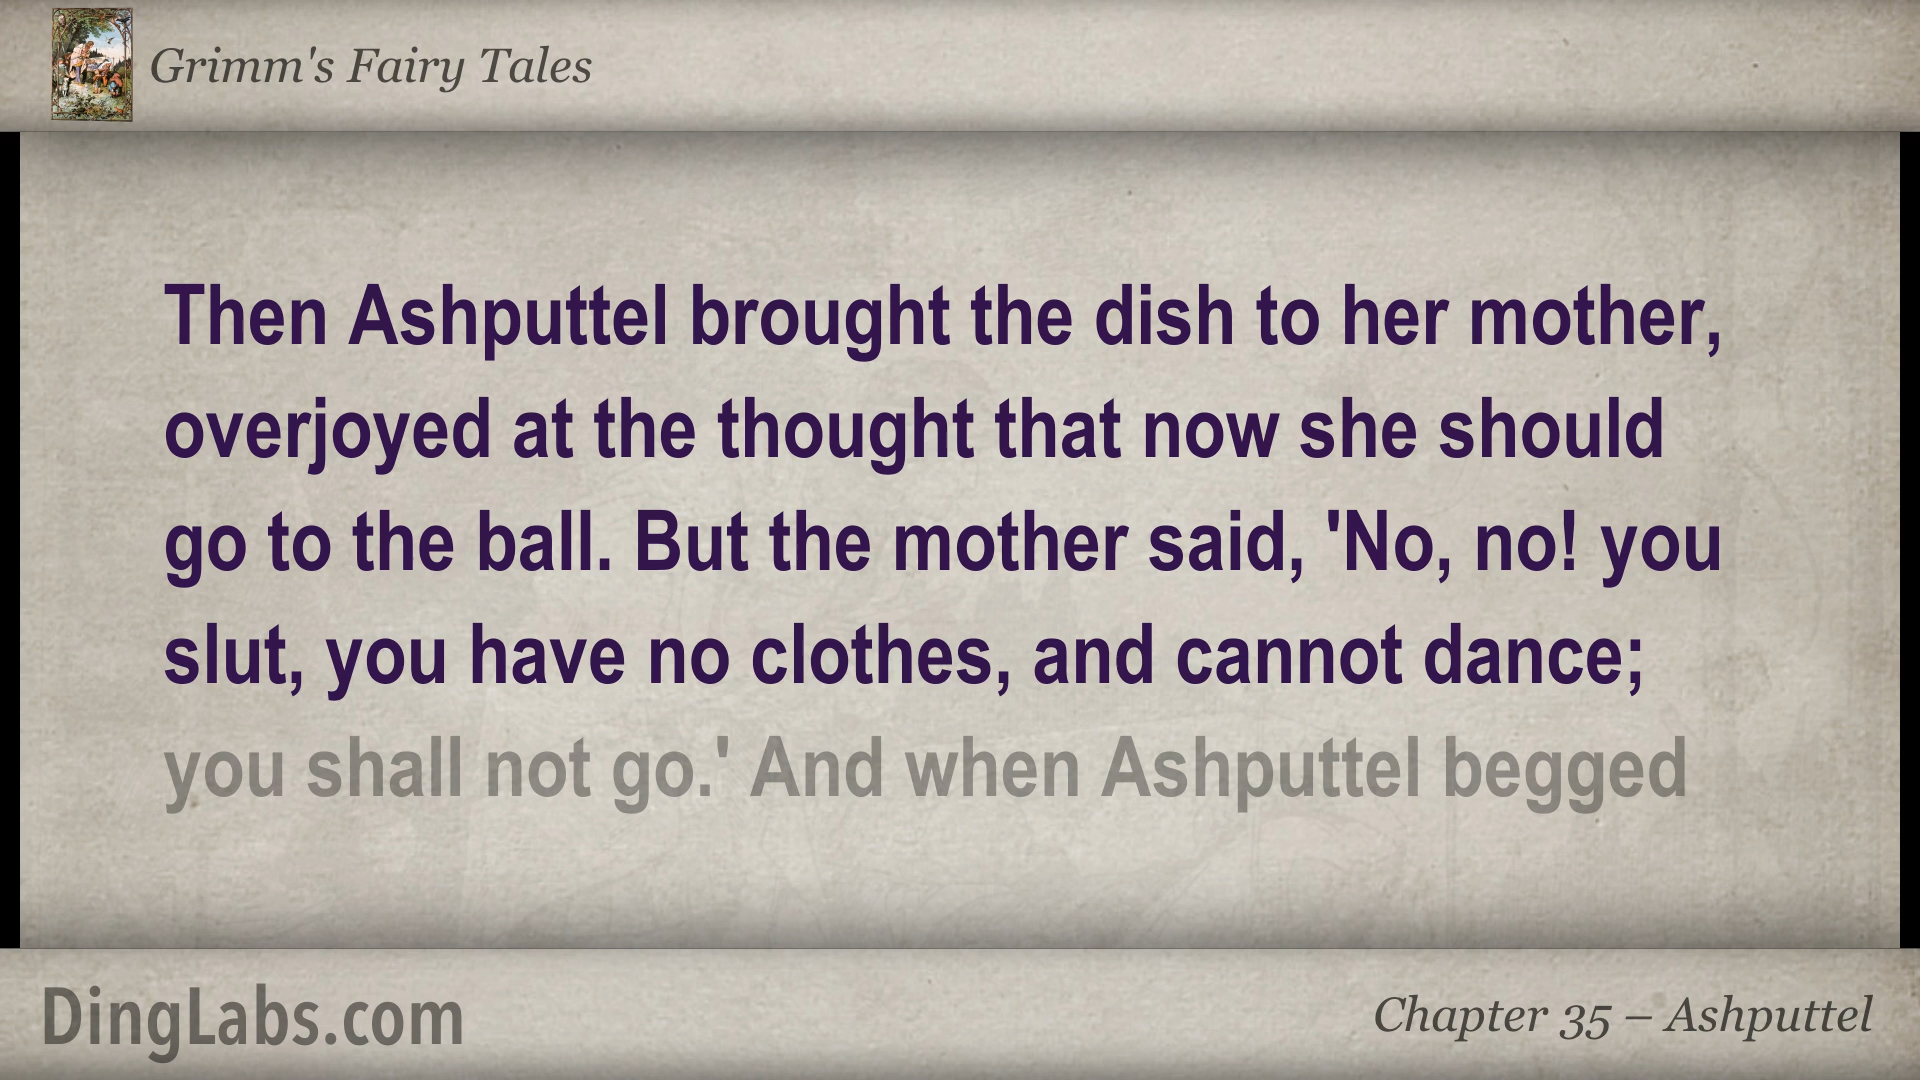 Grimm's Fairy Tales
Then Ashputtel brought the dish to her mother,
overjoyed at the thought that now she should
go to the ball. But the mother said, 'No, no! you
slut, you have no clothes, and cannot dance;
you shall not go.' And when Ashputtel begged
DingLabs.com
Chapter 35 – Ashputtel